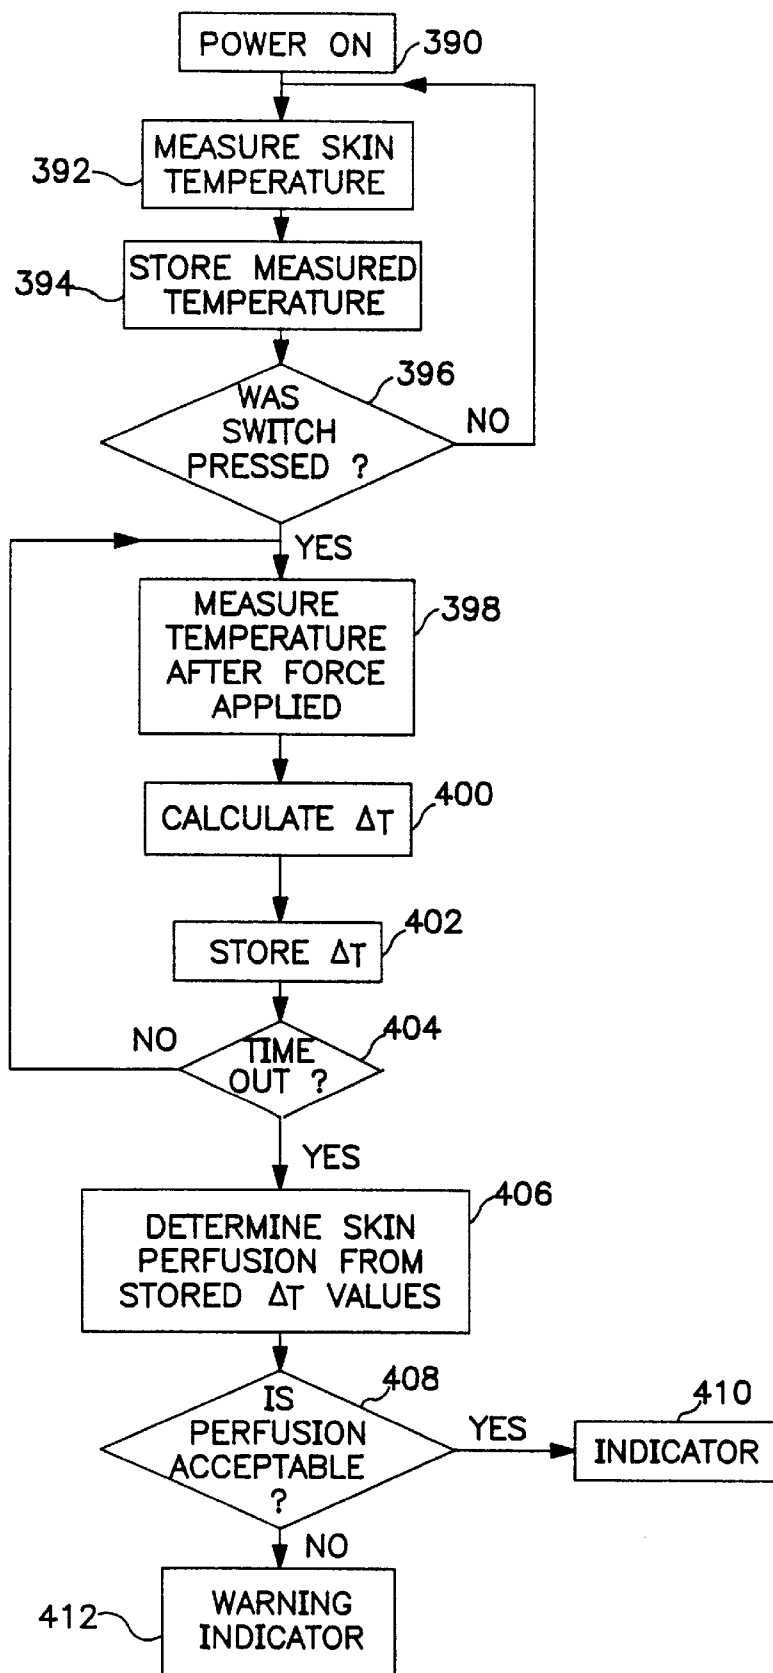 POWER ON
390
MEASURE SKIN
TEMPERATURE
392
STORE MEASURED
TEMPERATURE
394
396
WAS
SWITCH
PRESSED ?
NO
YES
MEASURE
TEMPERATURE
AFTER FORCE
APPLIED
398
CALCULATE ΔT
400
402
STORE ΔT
404
NO
TIME
OUT ?
YES
406
DETERMINE SKIN
PERFUSION FROM
STORED ΔT VALUES
408
IS
PERFUSION
ACCEPTABLE
?
YES
410
INDICATOR
NO
412
WARNING
INDICATOR